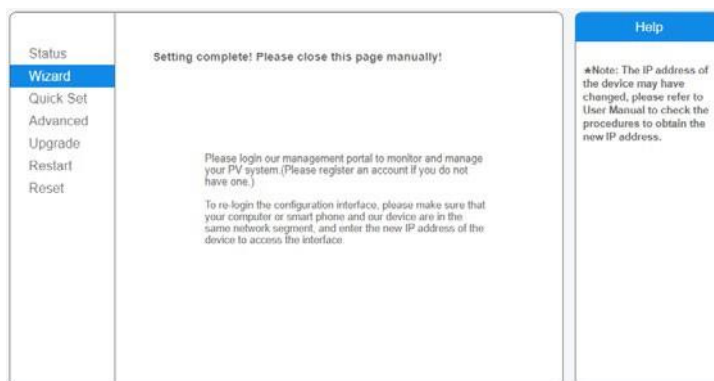 Status
Wizard
Quick Set
Advanced
Upgrade
Restart
Reset
Setting complete! Please close this page manually!
Please login our management portal to monitor and manage
your PV system.(Please register an account if you do not
have one.)
To re-login the configuration interface, please make sure that
your computer or smart phone and our device are in the
same network segment, and enter the new IP address of the
device to access the interface
Help
★Note: The IP address of
the device may have
changed, please refer to
User Manual to check the
procedures to obtain the
new IP address.